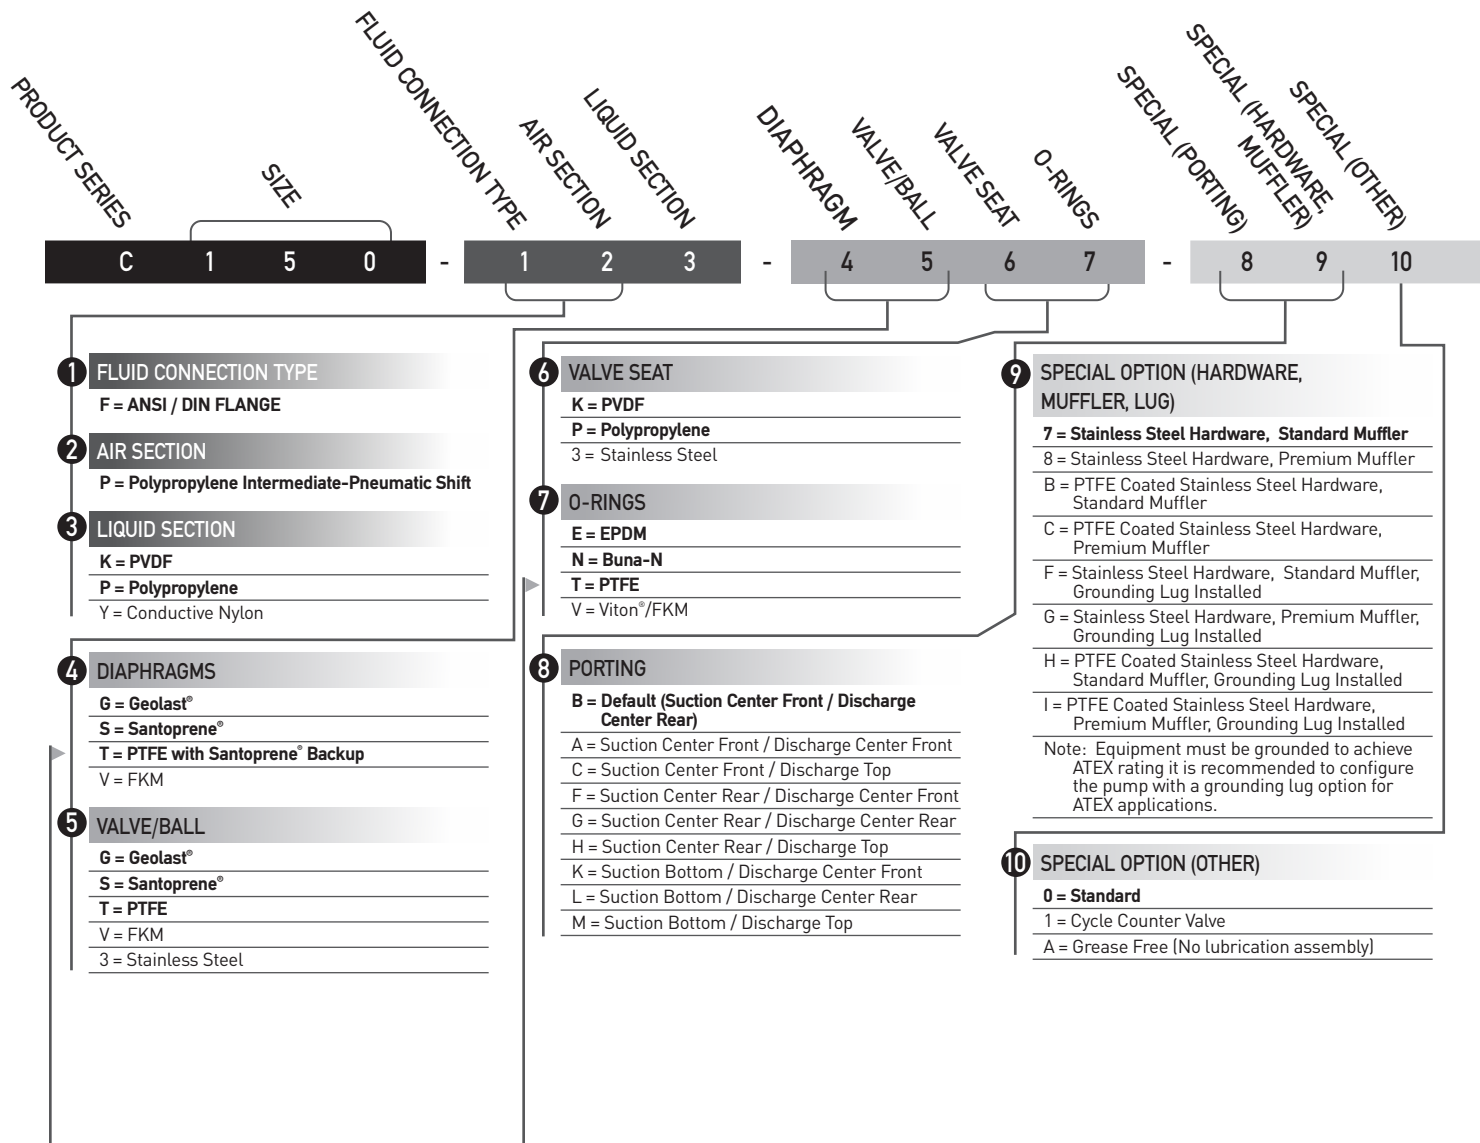 PRODUCT SERIES
SIZE
FLUID CONNECTION TYPE
AIR SECTION
LIQUID SECTION
DIAPHRAGM
VALVE/BALL
VALVE SEAT
O-RINGS
SPECIAL (PORTING)
SPECIAL (HARDWARE,
MUFFLER)
SPECIAL (OTHER)
C 1 5 0 - 1 2 3 - 4 5 6 7 - 8 9 10
1 FLUID CONNECTION TYPE
F = ANSI / DIN FLANGE
2 AIR SECTION
P = Polypropylene Intermediate-Pneumatic Shift
3 LIQUID SECTION
K = PVDF
P = Polypropylene
Y = Conductive Nylon
4 DIAPHRAGMS
G = Geolast®
S = Santoprene®
T = PTFE with Santoprene® Backup
V = FKM
5 VALVE/BALL
G = Geolast®
S = Santoprene®
T = PTFE
V = FKM
3 = Stainless Steel
6 VALVE SEAT
K = PVDF
P = Polypropylene
3 = Stainless Steel
7 O-RINGS
E = EPDM
N = Buna-N
T = PTFE
V = Viton®/FKM
8 PORTING
B = Default (Suction Center Front / Discharge
Center Rear)
A = Suction Center Front / Discharge Center Front
C = Suction Center Front / Discharge Top
F = Suction Center Rear / Discharge Center Front
G = Suction Center Rear / Discharge Center Rear
H = Suction Center Rear / Discharge Top
K = Suction Bottom / Discharge Center Front
L = Suction Bottom / Discharge Center Rear
M = Suction Bottom / Discharge Top
9 SPECIAL OPTION (HARDWARE,
MUFFLER, LUG)
7 = Stainless Steel Hardware, Standard Muffler
8 = Stainless Steel Hardware, Premium Muffler
B = PTFE Coated Stainless Steel Hardware,
Standard Muffler
C = PTFE Coated Stainless Steel Hardware,
Premium Muffler
F = Stainless Steel Hardware, Standard Muffler,
Grounding Lug Installed
G = Stainless Steel Hardware, Premium Muffler,
Grounding Lug Installed
H = PTFE Coated Stainless Steel Hardware,
Standard Muffler, Grounding Lug Installed
I = PTFE Coated Stainless Steel Hardware,
Premium Muffler, Grounding Lug Installed
Note: Equipment must be grounded to achieve
ATEX rating it is recommended to configure
the pump with a grounding lug option for
ATEX applications.
10 SPECIAL OPTION (OTHER)
0 = Standard
1 = Cycle Counter Valve
A = Grease Free (No lubrication assembly)